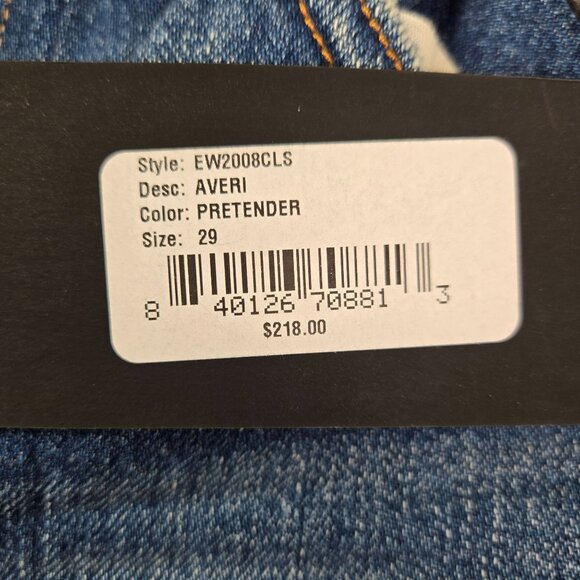 Style: EW2008CLS
Desc: AVERI
Color: PRETENDER
Size: 29
8 40126 70881 3
$218.00